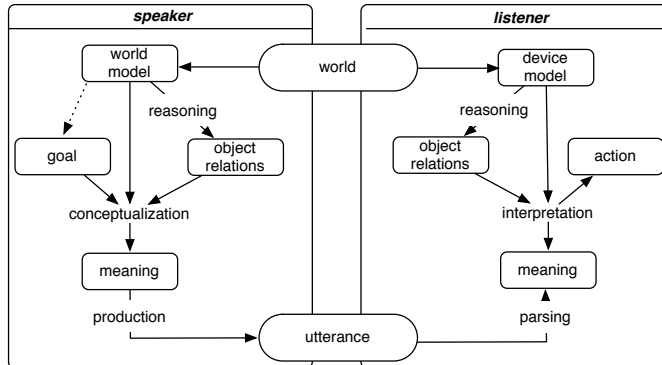 speaker
listener
world
model
world
device
model
reasoning
reasoning
goal
object
relations
object
relations
action
conceptualization
interpretation
meaning
meaning
production
utterance
parsing